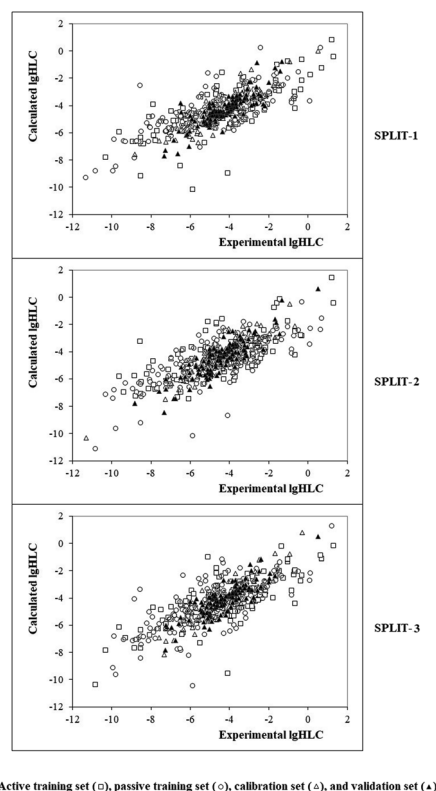 2
0
-2
-4
-6
-8
-10
-12
Calculated lgHLC
-12 -10 -8 -6 -4 -2 0 2
Experimental lgHLC
SPLIT-1
2
0
-2
-4
-6
-8
-10
-12
Calculated lgHLC
-12 -10 -8 -6 -4 -2 0 2
Experimental lgHLC
SPLIT-2
2
0
-2
-4
-6
-8
-10
-12
Calculated lgHLC
-12 -10 -8 -6 -4 -2 0 2
Experimental lgHLC
SPLIT-3
Active training set (□), passive training set (○), calibration set (△), and validation set (▲)